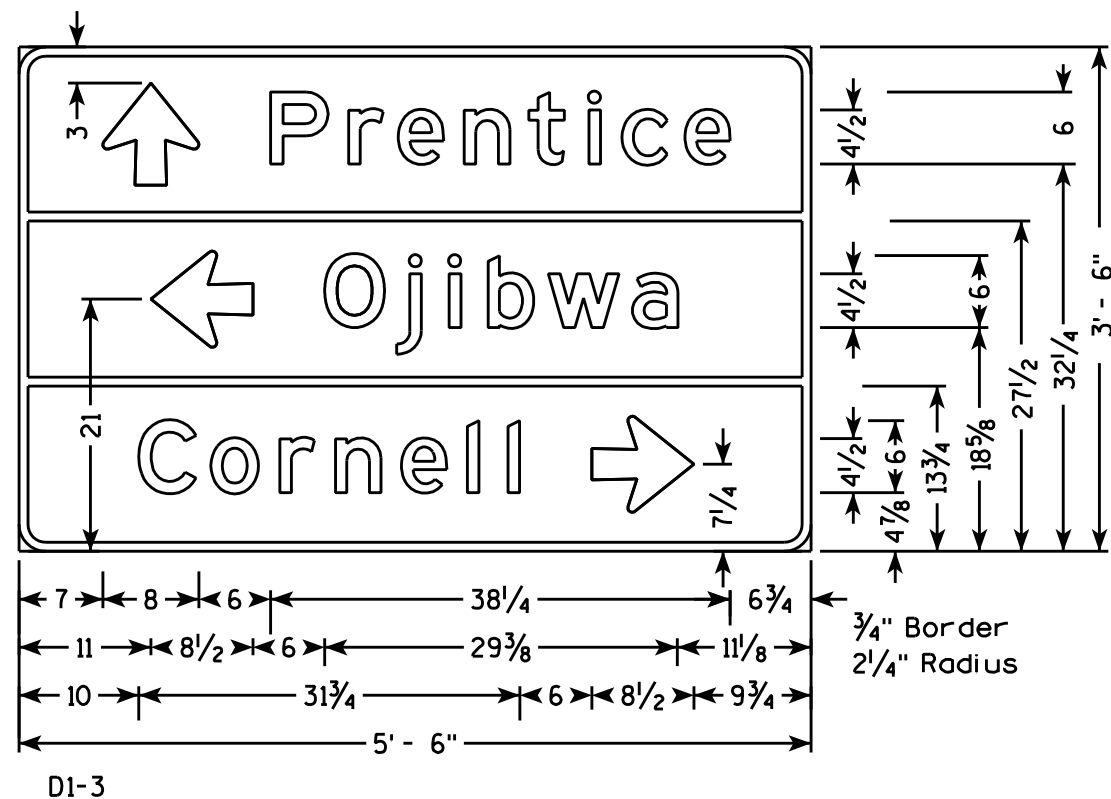 3
Prentice
4½
6
Ojibwa
4½
6
3' - 6"
32¼
27½
21
Cornell
7¼
4½
6
4⅞
13¾
18⅝
7 8 6 38¼ 6¾
11 8½ 6 29⅜ 11⅛
10 31¾ 6 8½ 9¾
5' - 6"
¾" Border
2¼" Radius
D1-3